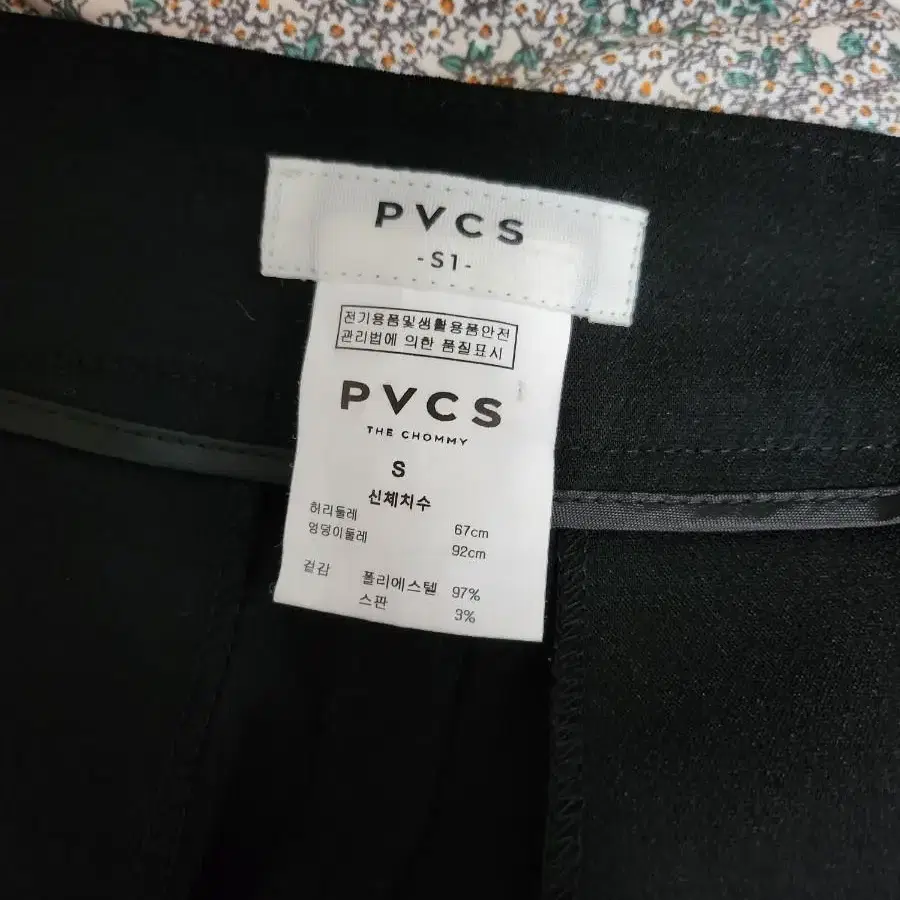 PVCS
-S1-
전기용품및생활용품안전
관리법에 의한 품질표시
PVCS
THE CHOMMY
S
신체치수
허리둘레 67cm
엉덩이둘레 92cm
겉감 폴리에스텔 97%
스판 3%